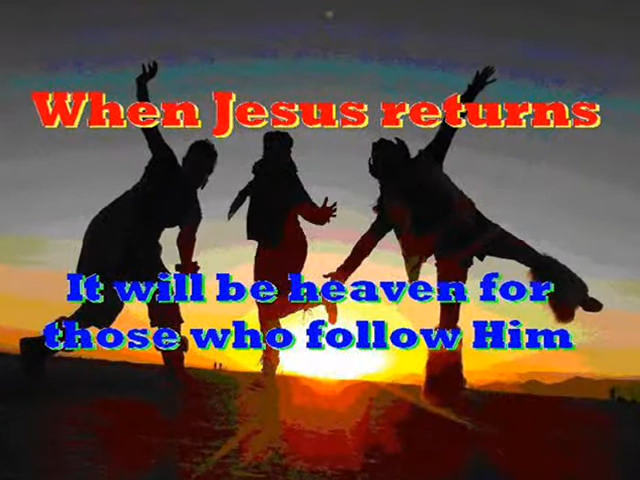 When Jesus returns
It will be heaven for
those who follow Him